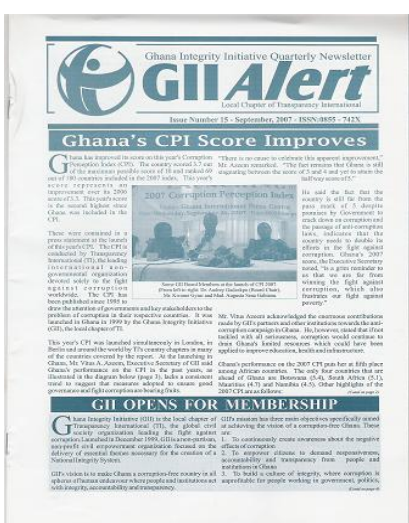 Ghana Integrity Initiative Quarterly Newsletter
GII Alert
Local Chapter of Transparency International
Issue Number 15 - September, 2007 - ISSN:0855 - 742X
Ghana's CPI Score Improves
Ghana has improved its score on this year's Corruption
Perception Index (CPI). The country scored 3.7 out
of the maximum possible score of 10 and ranked 69
out of 180 countries included in the 2007 index. This year's
score represents an
improvement over its 2006
score of 3.3. This year's score
is the second highest since
Ghana was included in the
CPI.
These were contained in a
press statement at the launch
of this year's CPI. The CPI is
conducted by Transparency
International (TI), the leading
international non-
governmental organisation
devoted solely to the fight
against corruption
worldwide. The CPI has
been published since 1995 to
draw the attention of governments and key stakeholders to the
problem of corruption in their respective countries. It was
launched in Ghana in 1999 by the Ghana Integrity Initiative
(GII), the local chapter of TI.
This year's CPI was launched simultaneously in London, in
Berlin and around the world by TI's country chapters in many
of the countries covered by the report. At the launching in
Ghana, Mr. Vitus A. Azeem, Executive Secretary of GII said
Ghana's performance on the CPI in the past years, as
illustrated in the diagram below (page 3), lacks a consistent
trend to suggest that measures adopted to ensure good
governance and fight corruption are bearing fruits.
"There is no cause to celebrate this apparent improvement,"
Mr. Azeem remarked. "The fact remains that Ghana is still
stagnating between the score of 3 and 4 and yet to attain the
half way score of 5."
2007 Corruption Perception Index
Some GII Board Members at the launch of CPI 2007.
He said the fact that the
country is still far from the
pass mark of 5 despite
promises by Government to
crack down on corruption and
the passage of anti-corruption
laws, indicates that the
country needs to double its
efforts in the fight against
corruption. Ghana's 2007
score, the Executive Secretary
noted, "is a grim reminder to
us that we are far from
winning the fight against
corruption, which also
frustrates our fight against
poverty."
Mr. Vitus Azeem acknowledged the enormous contributions
made by GII's partners and other institutions towards the anti-
corruption campaign in Ghana. He, however, stated that if not
tackled with all seriousness, corruption would continue to
drain Ghana's limited resources which could have been
applied to improve education, health and infrastructure.
Ghana's performance on the 2007 CPI puts her at fifth place
among African countries. The only four countries that are
ahead of Ghana are Botswana (5.4), South Africa (5.1),
Mauritius (4.7) and Namibia (4.5). Other highlights of the
2007 CPI are as follows:
GII OPENS FOR MEMBERSHIP
Ghana Integrity Initiative (GII) is the local chapter of
Transparency International (TI), the global civil
society organisation leading the fight against
corruption. Launched in December 1999, GII is a non-partisan,
non-profit civil empowerment organisation focused on the
delivery of essential themes necessary for the creation of a
National Integrity System.
GII's vision is to make Ghana a corruption-free country in all
spheres of human endeavour where people and institutions act
with integrity, accountability and transparency.
GII's mission has three main objectives specifically aimed
at achieving the vision of a corruption-free Ghana. These
are:
1. To continuously create awareness about the negative
effects of corruption
2. To empower citizens to demand responsiveness,
accountability and transparency from people and
institutions in Ghana
3. To build a culture of integrity, where corruption is
unprofitable for people working in government, politics,